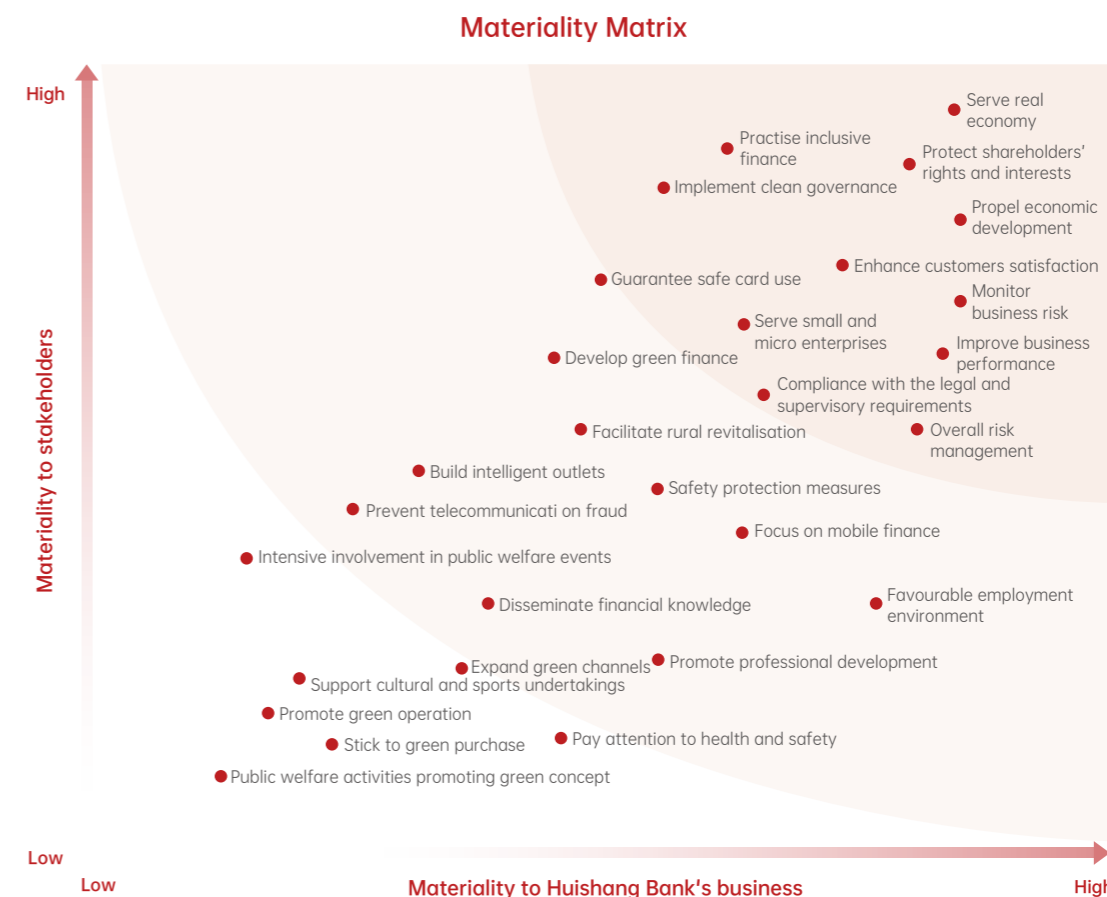 Materiality Matrix
High
Serve real
economy
Practise inclusive
finance
Protect shareholders'
rights and interests
Implement clean governance
Propel economic
development
Enhance customers satisfaction
Guarantee safe card use
Monitor
business risk
Serve small and
micro enterprises
Improve business
performance
Develop green finance
Compliance with the legal and
supervisory requirements
Facilitate rural revitalisation
Overall risk
management
Build intelligent outlets
Safety protection measures
Prevent telecommunicati on fraud
Focus on mobile finance
Intensive involvement in public welfare events
Disseminate financial knowledge
Favourable employment
environment
Expand green channels
Promote professional development
Support cultural and sports undertakings
Promote green operation
Stick to green purchase
Pay attention to health and safety
Public welfare activities promoting green concept
Materiality to stakeholders
Low
Low
Materiality to Huishang Bank's business
High